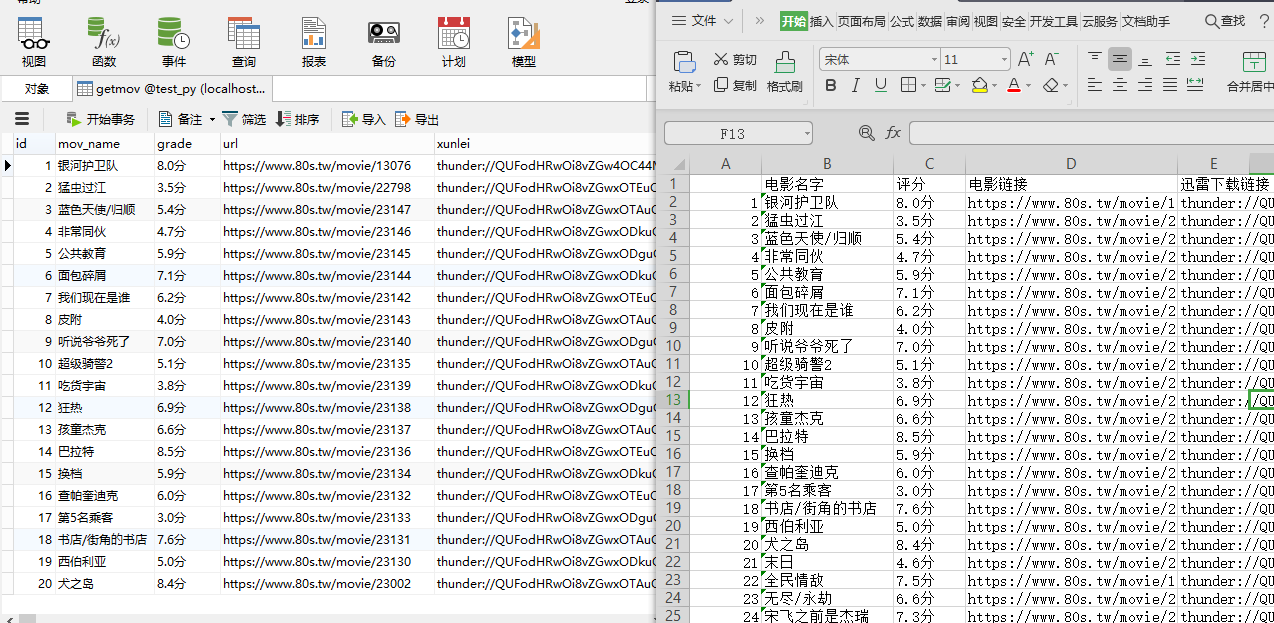 帮助
登录
视图 函数 事件 查询 报表 备份 计划 模型
对象 getmov @test_py (localhost...
开始事务 备注 筛选 排序 导入 导出
id mov_name grade url xunlei
1 银河护卫队 8.0分 https://www.80s.tw/movie/13076 thunder://QUFodHRwOi8vZGw4OC44N
2 猛虫过江 3.5分 https://www.80s.tw/movie/22798 thunder://QUFodHRwOi8vZGwxOTEuC
3 蓝色天使/归顺 5.4分 https://www.80s.tw/movie/23147 thunder://QUFodHRwOi8vZGwxOTAuC
4 非常同伙 4.7分 https://www.80s.tw/movie/23146 thunder://QUFodHRwOi8vZGwxODkuC
5 公共教育 5.9分 https://www.80s.tw/movie/23145 thunder://QUFodHRwOi8vZGwxODguC
6 面包碎屑 7.1分 https://www.80s.tw/movie/23144 thunder://QUFodHRwOi8vZGwxODkuC
7 我们现在是谁 6.2分 https://www.80s.tw/movie/23142 thunder://QUFodHRwOi8vZGwxOTEuC
8 皮附 4.0分 https://www.80s.tw/movie/23143 thunder://QUFodHRwOi8vZGwxOTAuC
9 听说爷爷死了 7.0分 https://www.80s.tw/movie/23140 thunder://QUFodHRwOi8vZGwxODguC
10 超级骑警2 5.1分 https://www.80s.tw/movie/23135 thunder://QUFodHRwOi8vZGwxOTAuC
11 吃货宇宙 3.8分 https://www.80s.tw/movie/23139 thunder://QUFodHRwOi8vZGwxODkuC
12 狂热 6.9分 https://www.80s.tw/movie/23138 thunder://QUFodHRwOi8vZGwxODguC
13 孩童杰克 6.6分 https://www.80s.tw/movie/23137 thunder://QUFodHRwOi8vZGwxOTAuC
14 巴拉特 8.5分 https://www.80s.tw/movie/23136 thunder://QUFodHRwOi8vZGwxOTEuC
15 换档 5.9分 https://www.80s.tw/movie/23134 thunder://QUFodHRwOi8vZGwxODkuC
16 查帕奎迪克 6.0分 https://www.80s.tw/movie/23132 thunder://QUFodHRwOi8vZGwxOTEuC
17 第5名乘客 3.0分 https://www.80s.tw/movie/23133 thunder://QUFodHRwOi8vZGwxODguC
18 书店/街角的书店 7.6分 https://www.80s.tw/movie/23131 thunder://QUFodHRwOi8vZGwxOTAuC
19 西伯利亚 5.0分 https://www.80s.tw/movie/23130 thunder://QUFodHRwOi8vZGwxODkuC
20 犬之岛 8.4分 https://www.80s.tw/movie/23002 thunder://QUFodHRwOi8vZGwxOTAuC
文件 开始 插入 页面布局 公式 数据 审阅 视图 安全 开发工具 云服务 文档助手 查找 ?
粘贴 剪切 复制 格式刷 宋体 11 A+ A- B I U A 合并居中
F13 fx
A B C D E
1 电影名字 评分 电影链接 迅雷下载链接
2 1 银河护卫队 8.0分 https://www.80s.tw/movie/1 thunder://QU
3 2 猛虫过江 3.5分 https://www.80s.tw/movie/2 thunder://QU
4 3 蓝色天使/归顺 5.4分 https://www.80s.tw/movie/2 thunder://QU
5 4 非常同伙 4.7分 https://www.80s.tw/movie/2 thunder://QU
6 5 公共教育 5.9分 https://www.80s.tw/movie/2 thunder://QU
7 6 面包碎屑 7.1分 https://www.80s.tw/movie/2 thunder://QU
8 7 我们现在是谁 6.2分 https://www.80s.tw/movie/2 thunder://QU
9 8 皮附 4.0分 https://www.80s.tw/movie/2 thunder://QU
10 9 听说爷爷死了 7.0分 https://www.80s.tw/movie/2 thunder://QU
11 10 超级骑警2 5.1分 https://www.80s.tw/movie/2 thunder://QU
12 11 吃货宇宙 3.8分 https://www.80s.tw/movie/2 thunder://QU
13 12 狂热 6.9分 https://www.80s.tw/movie/2 thunder://QU
14 13 孩童杰克 6.6分 https://www.80s.tw/movie/2 thunder://QU
15 14 巴拉特 8.5分 https://www.80s.tw/movie/2 thunder://QU
16 15 换档 5.9分 https://www.80s.tw/movie/2 thunder://QU
17 16 查帕奎迪克 6.0分 https://www.80s.tw/movie/2 thunder://QU
18 17 第5名乘客 3.0分 https://www.80s.tw/movie/2 thunder://QU
19 18 书店/街角的书店 7.6分 https://www.80s.tw/movie/2 thunder://QU
20 19 西伯利亚 5.0分 https://www.80s.tw/movie/2 thunder://QU
21 20 犬之岛 8.4分 https://www.80s.tw/movie/2 thunder://QU
22 21 末日 4.6分 https://www.80s.tw/movie/2 thunder://QU
23 22 全民情敌 7.5分 https://www.80s.tw/movie/1 thunder://QU
24 23 无尽/永劫 6.6分 https://www.80s.tw/movie/2 thunder://QU
25 24 宋飞之前是杰瑞 7.3分 https://www.80s.tw/movie/2 thunder://QU